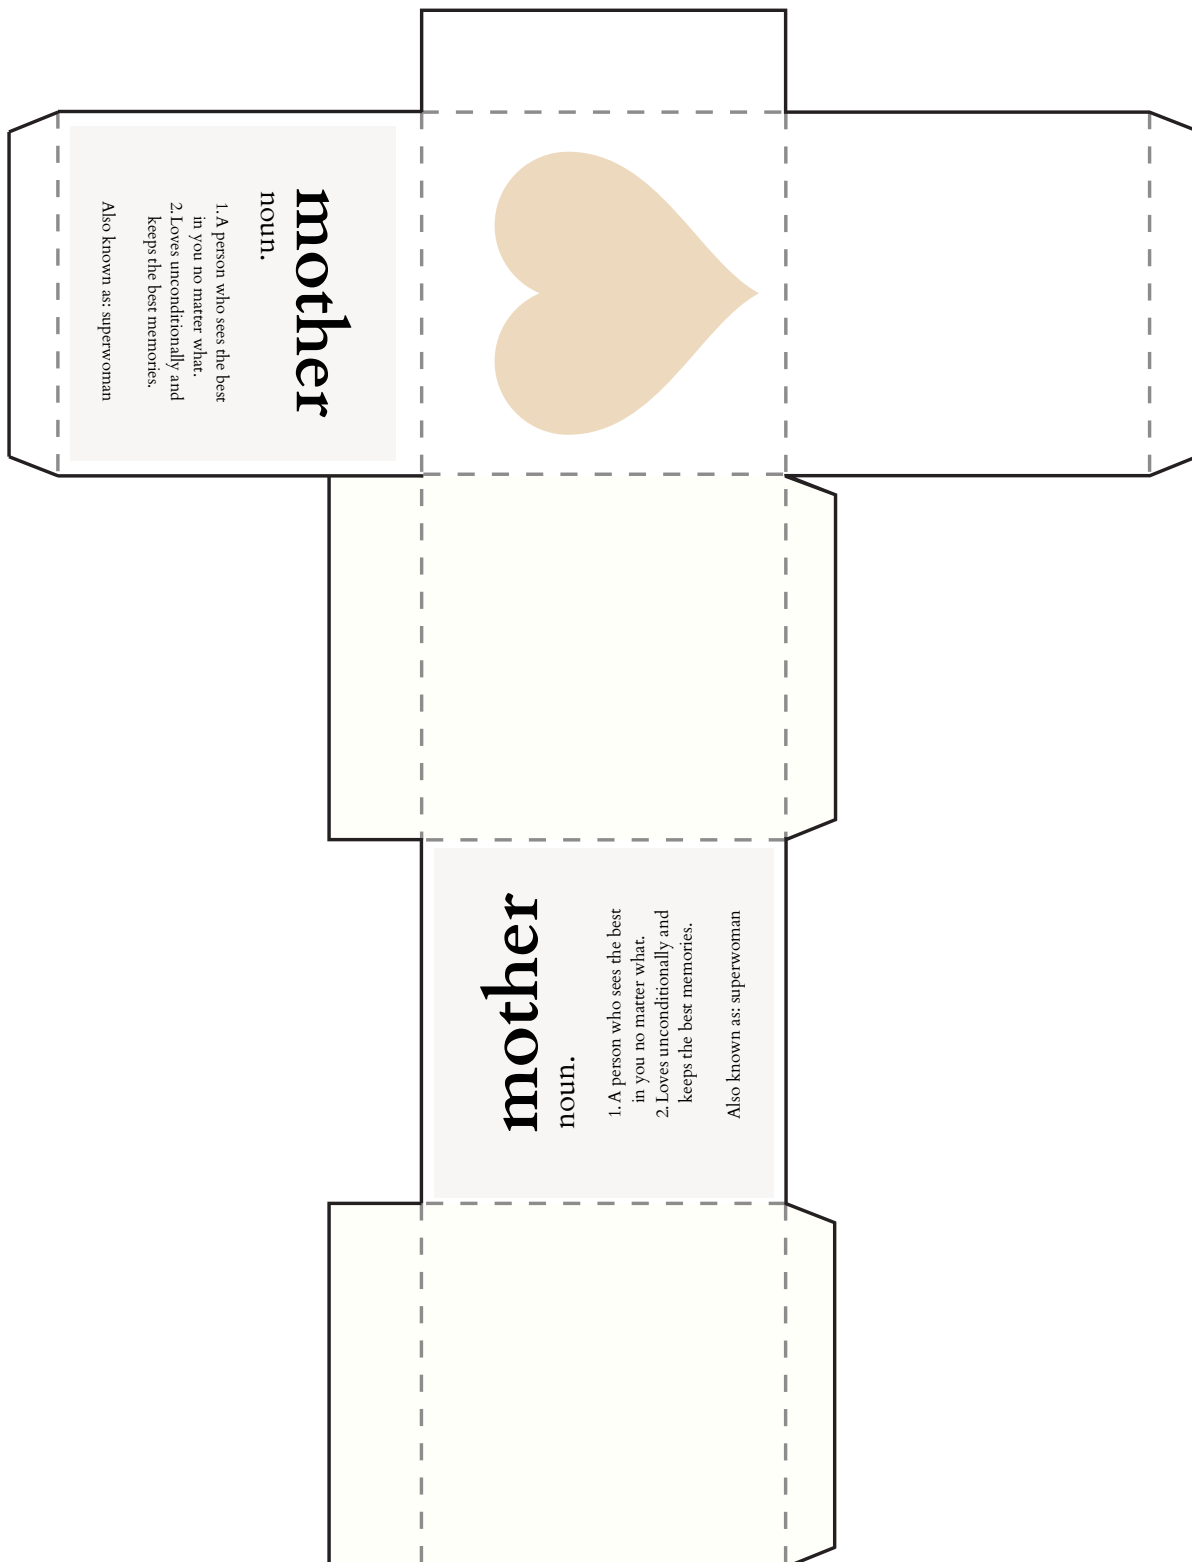 mother
noun.
1. A person who sees the best
in you no matter what.
2. Loves unconditionally and
keeps the best memories.
Also known as: superwoman
mother
noun.
1. A person who sees the best
in you no matter what.
2. Loves unconditionally and
keeps the best memories.
Also known as: superwoman